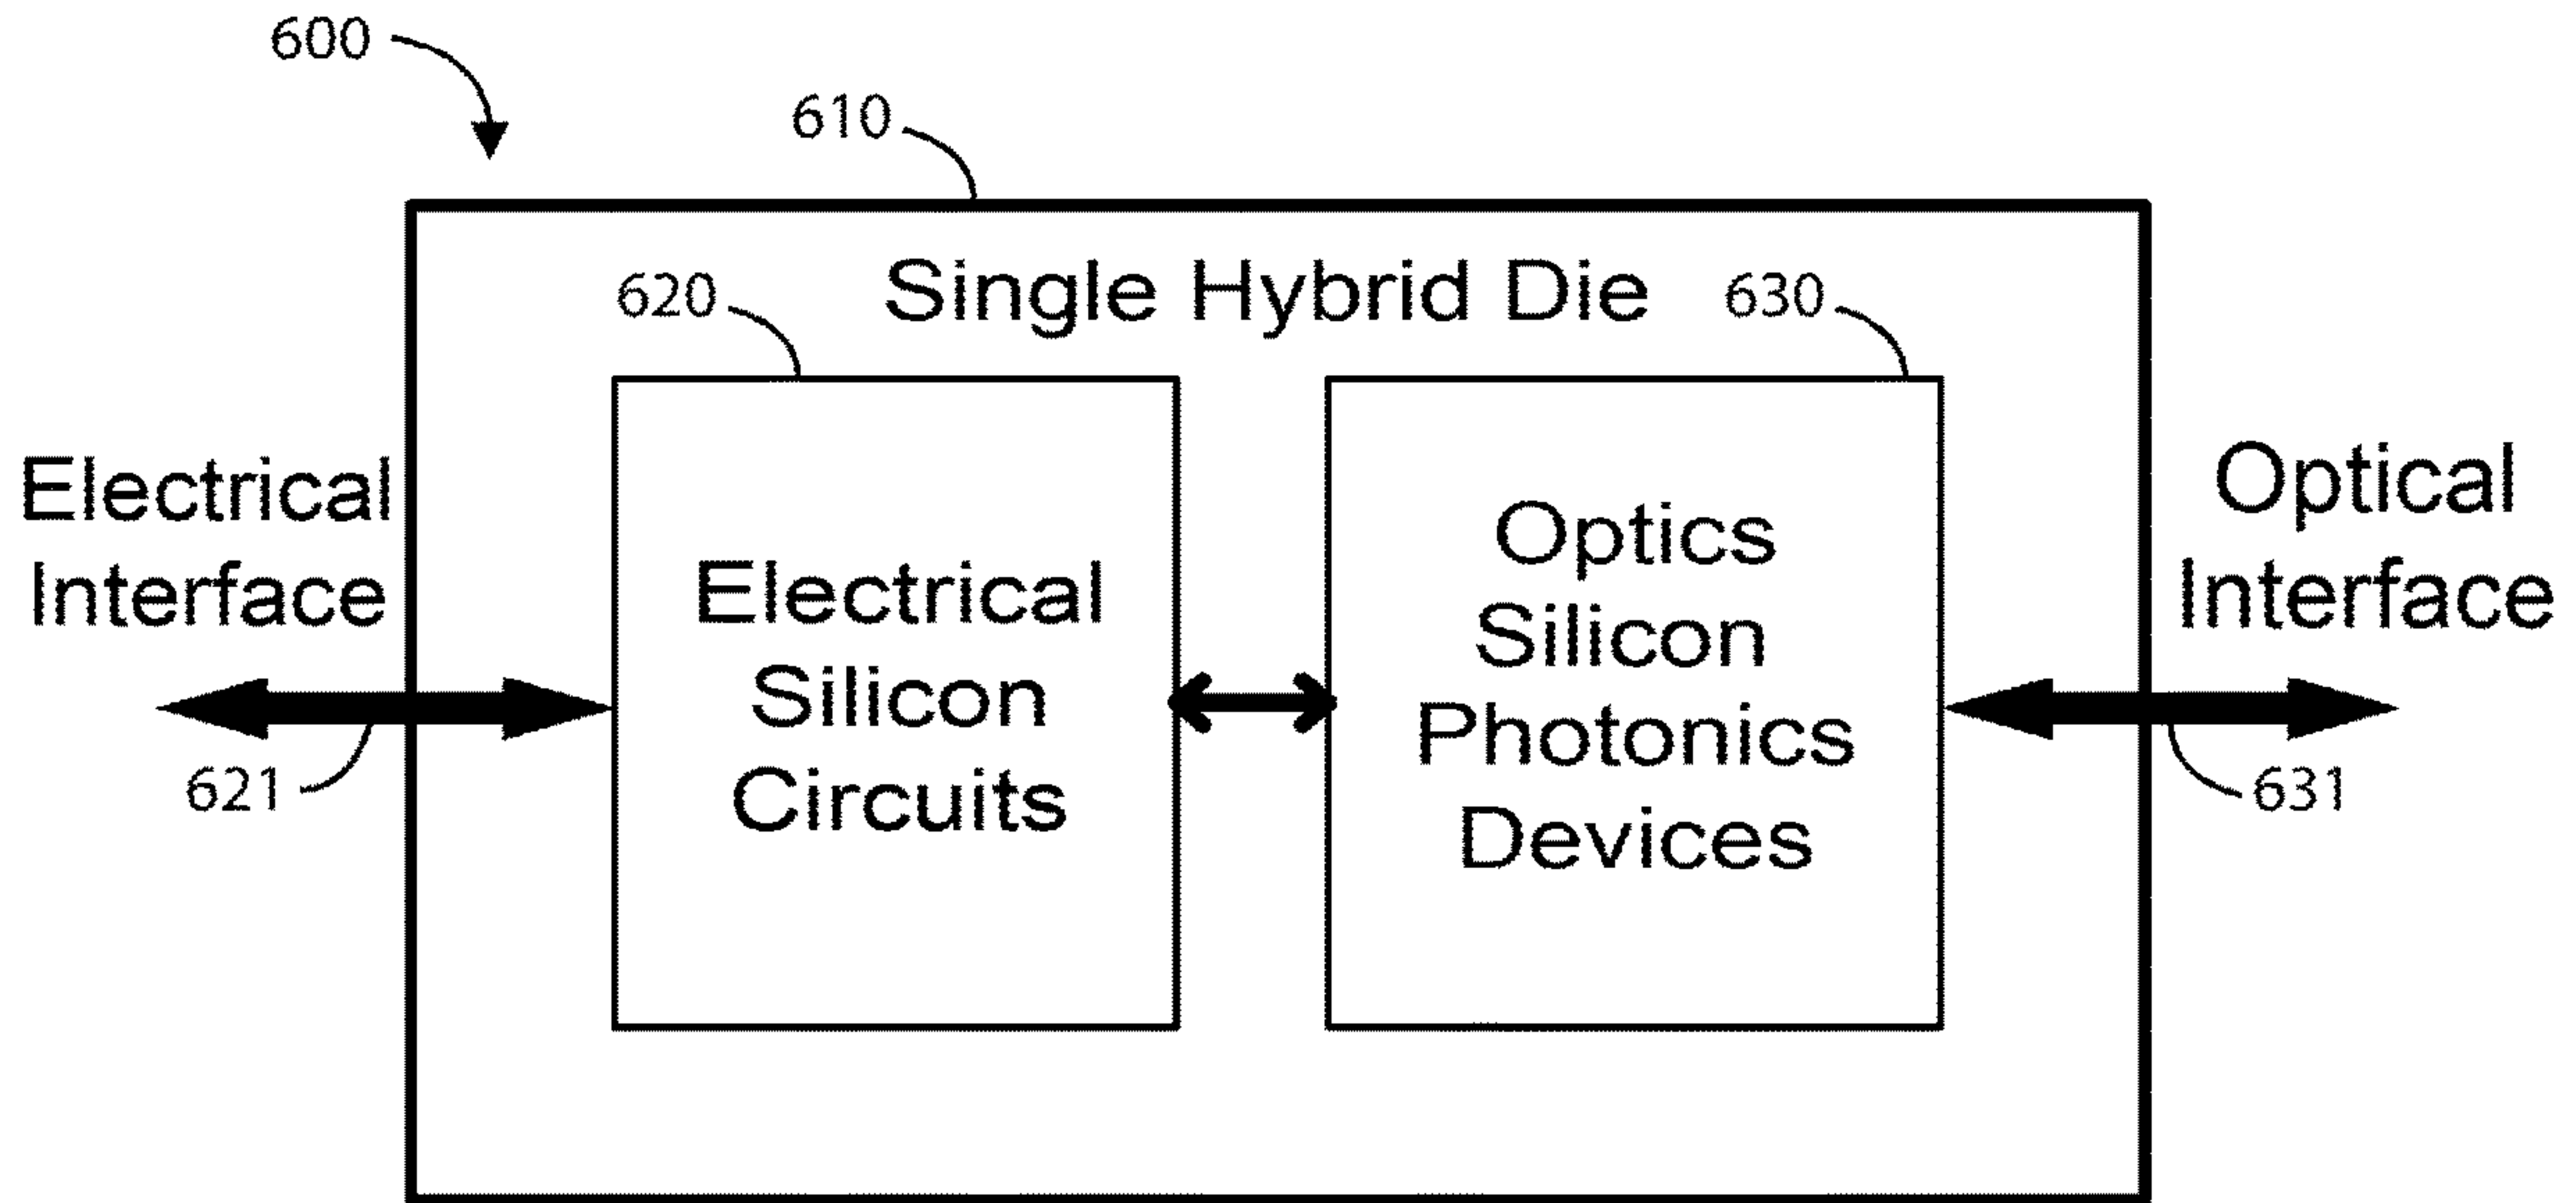 600
610
Single Hybrid Die
620
630
Electrical
Interface
621
Electrical
Silicon
Circuits
Optics
Silicon
Photonics
Devices
Optical
Interface
631